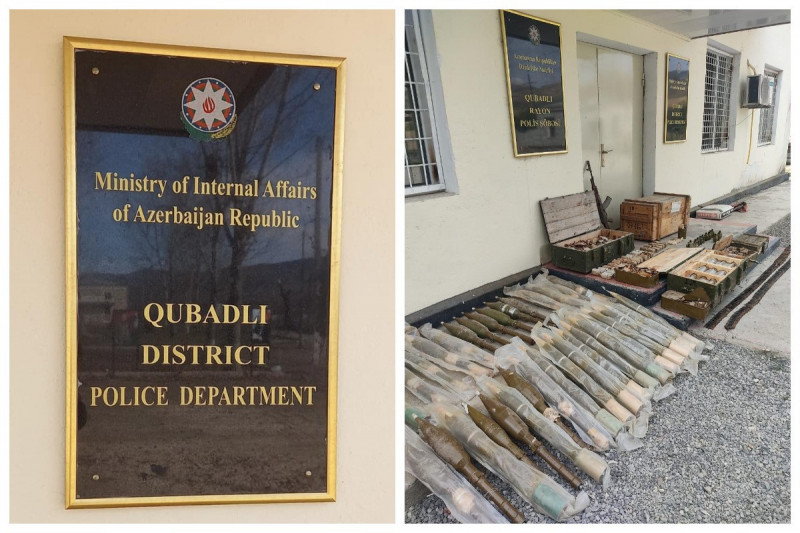 Ministry of Internal Affairs
of Azerbaijan Republic
QUBADLI
DISTRICT
POLICE DEPARTMENT
QUBADLI
RAYON
POLİS ŞÖBƏSİ